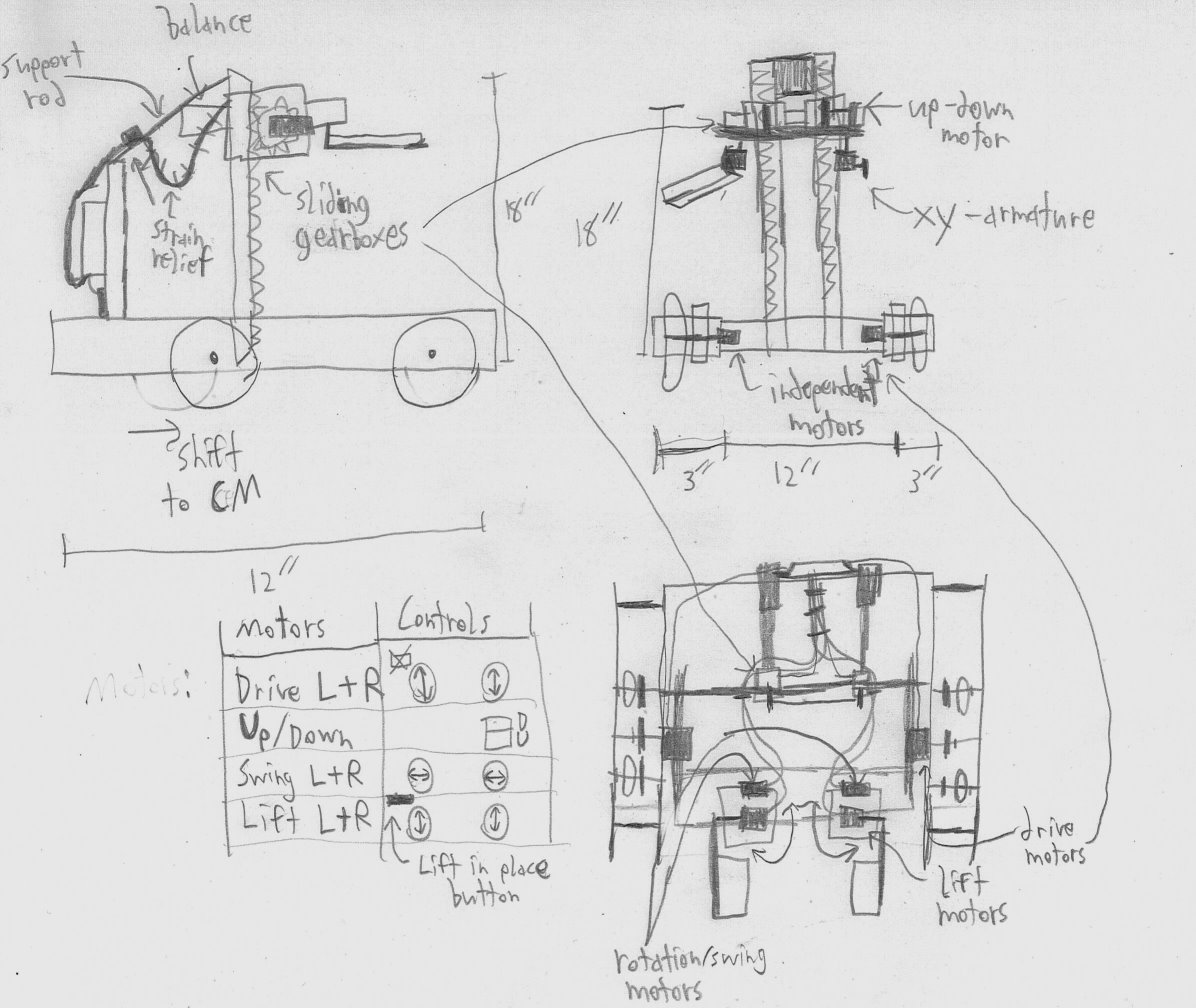 balance
support
rod
strain
relief
sliding
gearboxes
18"
shift
to CM
12"
up-down
motor
xy-armature
18"
independent
motors
3" 12" 3"
Motors:
Motors Controls
Drive L+R
Up/Down
Swing L+R
Lift L+R
Lift in place
button
drive
motors
lift
motors
rotation/swing
motors